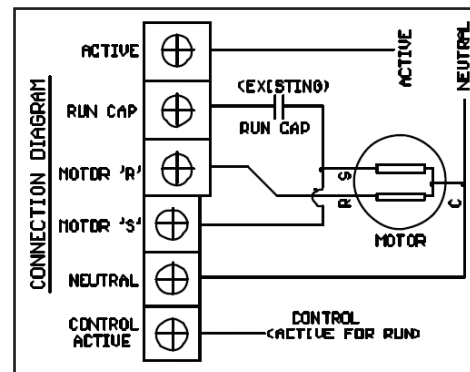 CONNECTION DIAGRAM
ACTIVE
RUN CAP
MOTOR 'R'
MOTOR 'S'
NEUTRAL
CONTROL
ACTIVE
(EXISTING)
RUN CAP
ACTIVE
NEUTRAL
S
R
C
MOTOR
CONTROL
(ACTIVE FOR RUN)